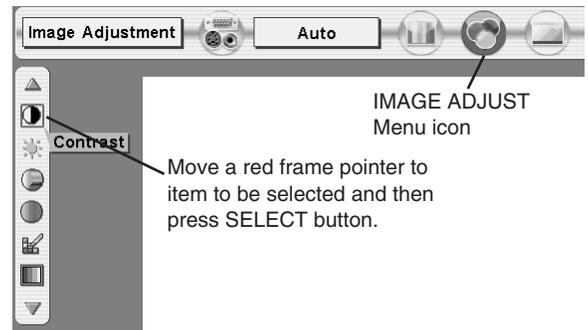 Image Adjustment
Auto
IMAGE ADJUST
Menu icon
Contrast
Move a red frame pointer to
item to be selected and then
press SELECT button.